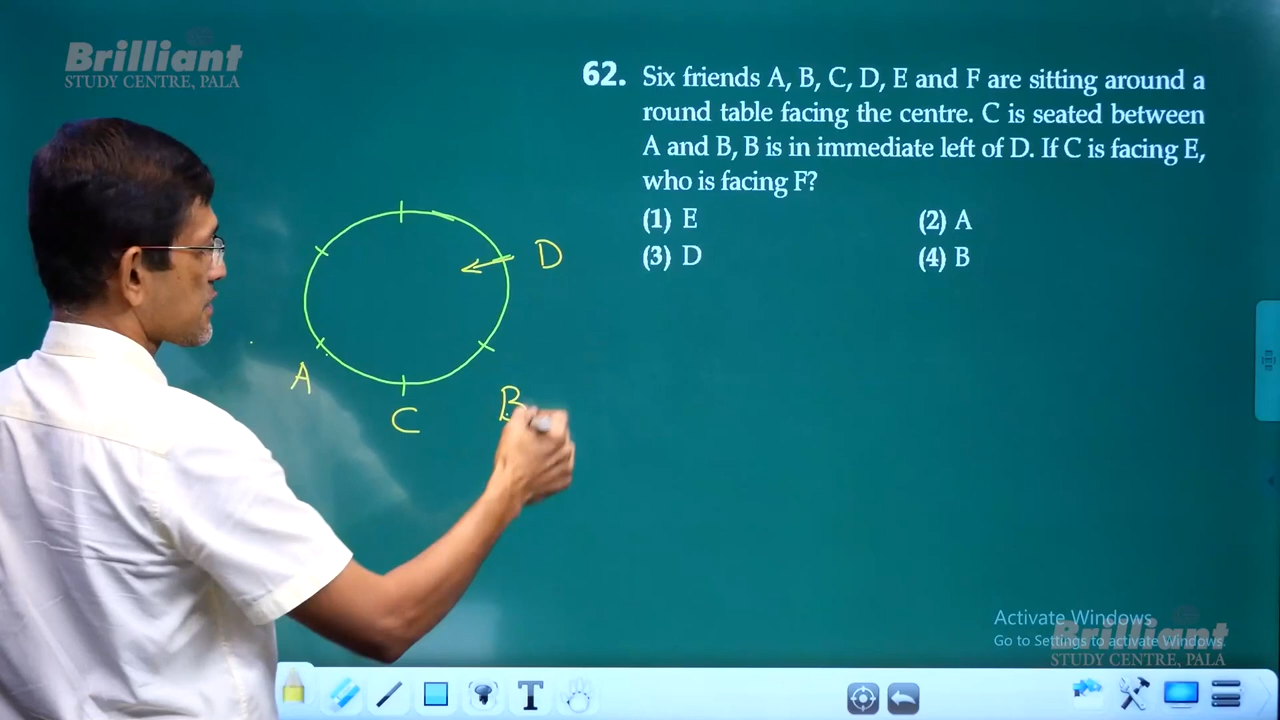 Brilliant
STUDY CENTRE, PALA
62. Six friends A, B, C, D, E and F are sitting around a
round table facing the centre. C is seated between
A and B, B is in immediate left of D. If C is facing E,
who is facing F?
(1) E (2) A
(3) D (4) B
D
A
C
B
Activate Windows
Go to Settings to activate Windows.
Brilliant
STUDY CENTRE, PALA
T